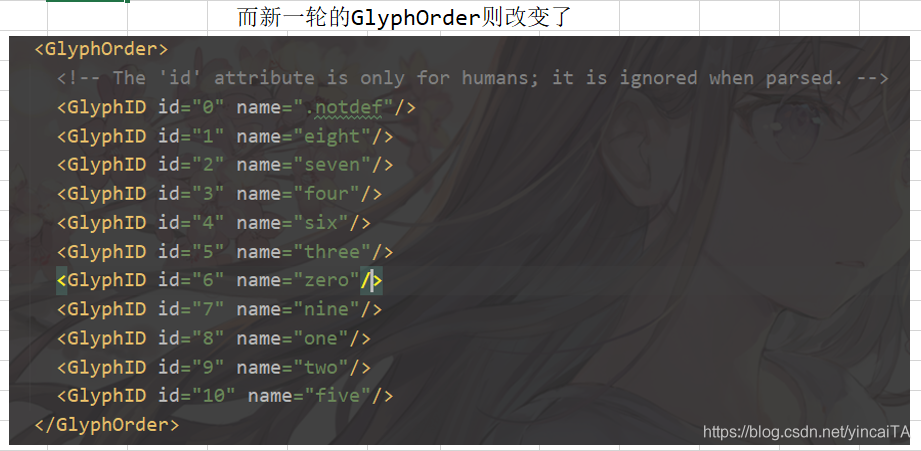 而新一轮的GlyphOrder则改变了
<GlyphOrder>
<!-- The 'id' attribute is only for humans; it is ignored when parsed. -->
<GlyphID id="0" name=".notdef"/>
<GlyphID id="1" name="eight"/>
<GlyphID id="2" name="seven"/>
<GlyphID id="3" name="four"/>
<GlyphID id="4" name="six"/>
<GlyphID id="5" name="three"/>
<GlyphID id="6" name="zero"/>
<GlyphID id="7" name="nine"/>
<GlyphID id="8" name="one"/>
<GlyphID id="9" name="two"/>
<GlyphID id="10" name="five"/>
</GlyphOrder>
https://blog.csdn.net/yincaiTA